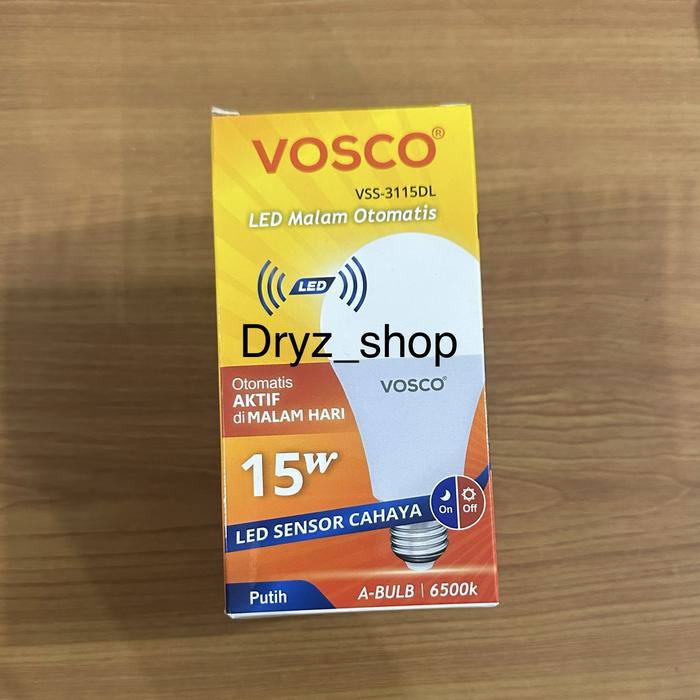 VOSCO®
VSS-3115DL
LED Malam Otomatis
LED
Dryz_shop
VOSCO®
Otomatis
AKTIF
di MALAM HARI
15w
On Off
LED SENSOR CAHAYA
Putih
A-BULB | 6500k